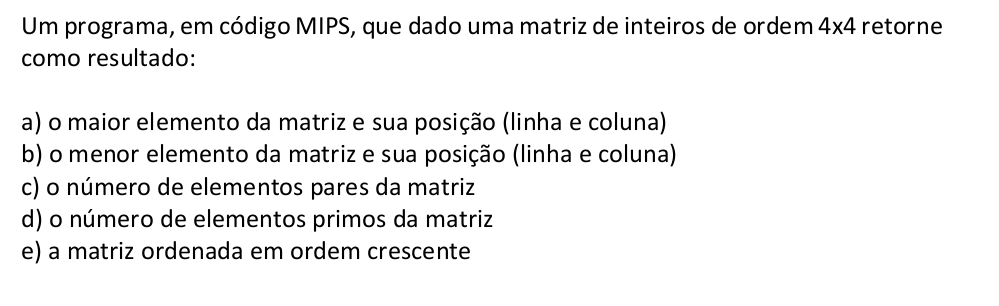 Um programa, em código MIPS, que dado uma matriz de inteiros de ordem 4x4 retorne
como resultado:
a) o maior elemento da matriz e sua posição (linha e coluna)
b) o menor elemento da matriz e sua posição (linha e coluna)
c) o número de elementos pares da matriz
d) o número de elementos primos da matriz
e) a matriz ordenada em ordem crescente